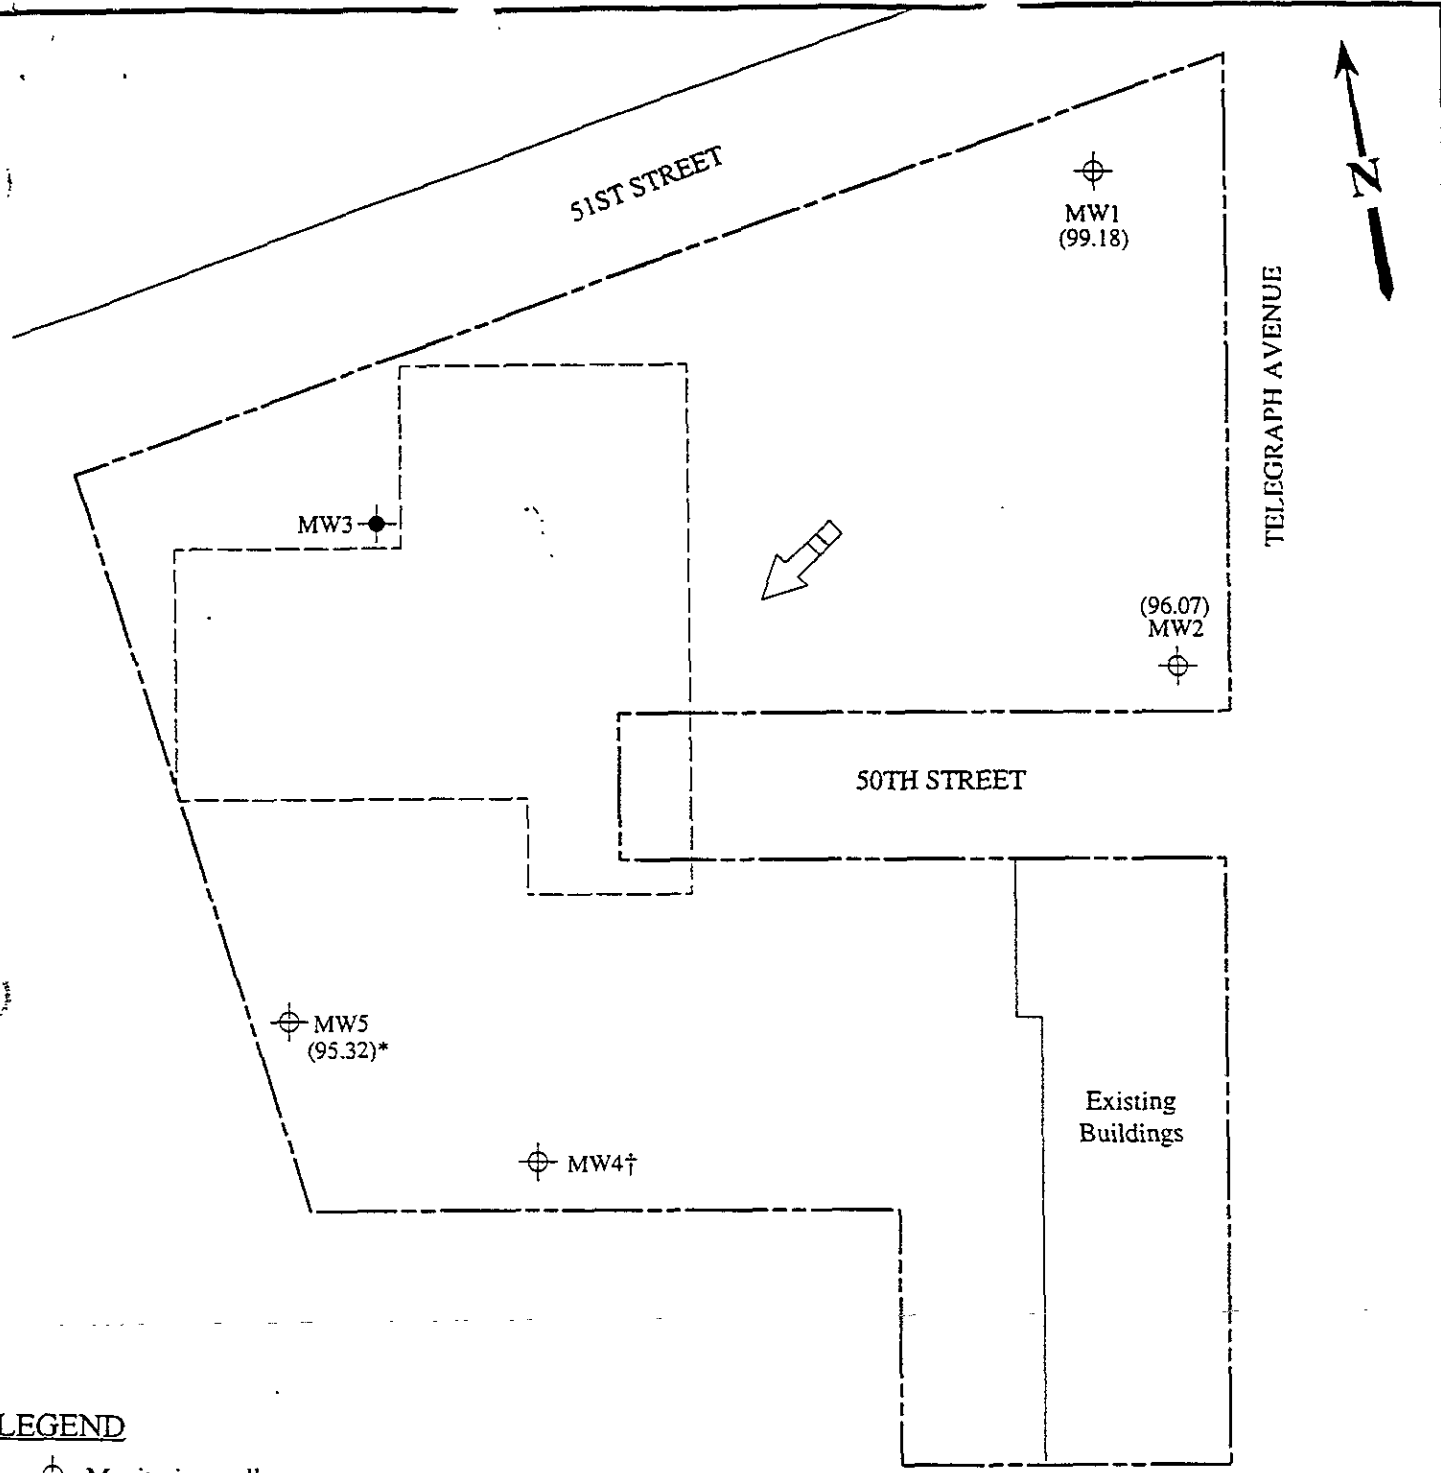 51ST STREET
N
MW1
(99.18)
TELEGRAPH AVENUE
MW3
(96.07)
MW2
50TH STREET
MW5
(95.32)*
Existing
Buildings
MW4‡
LEGEND